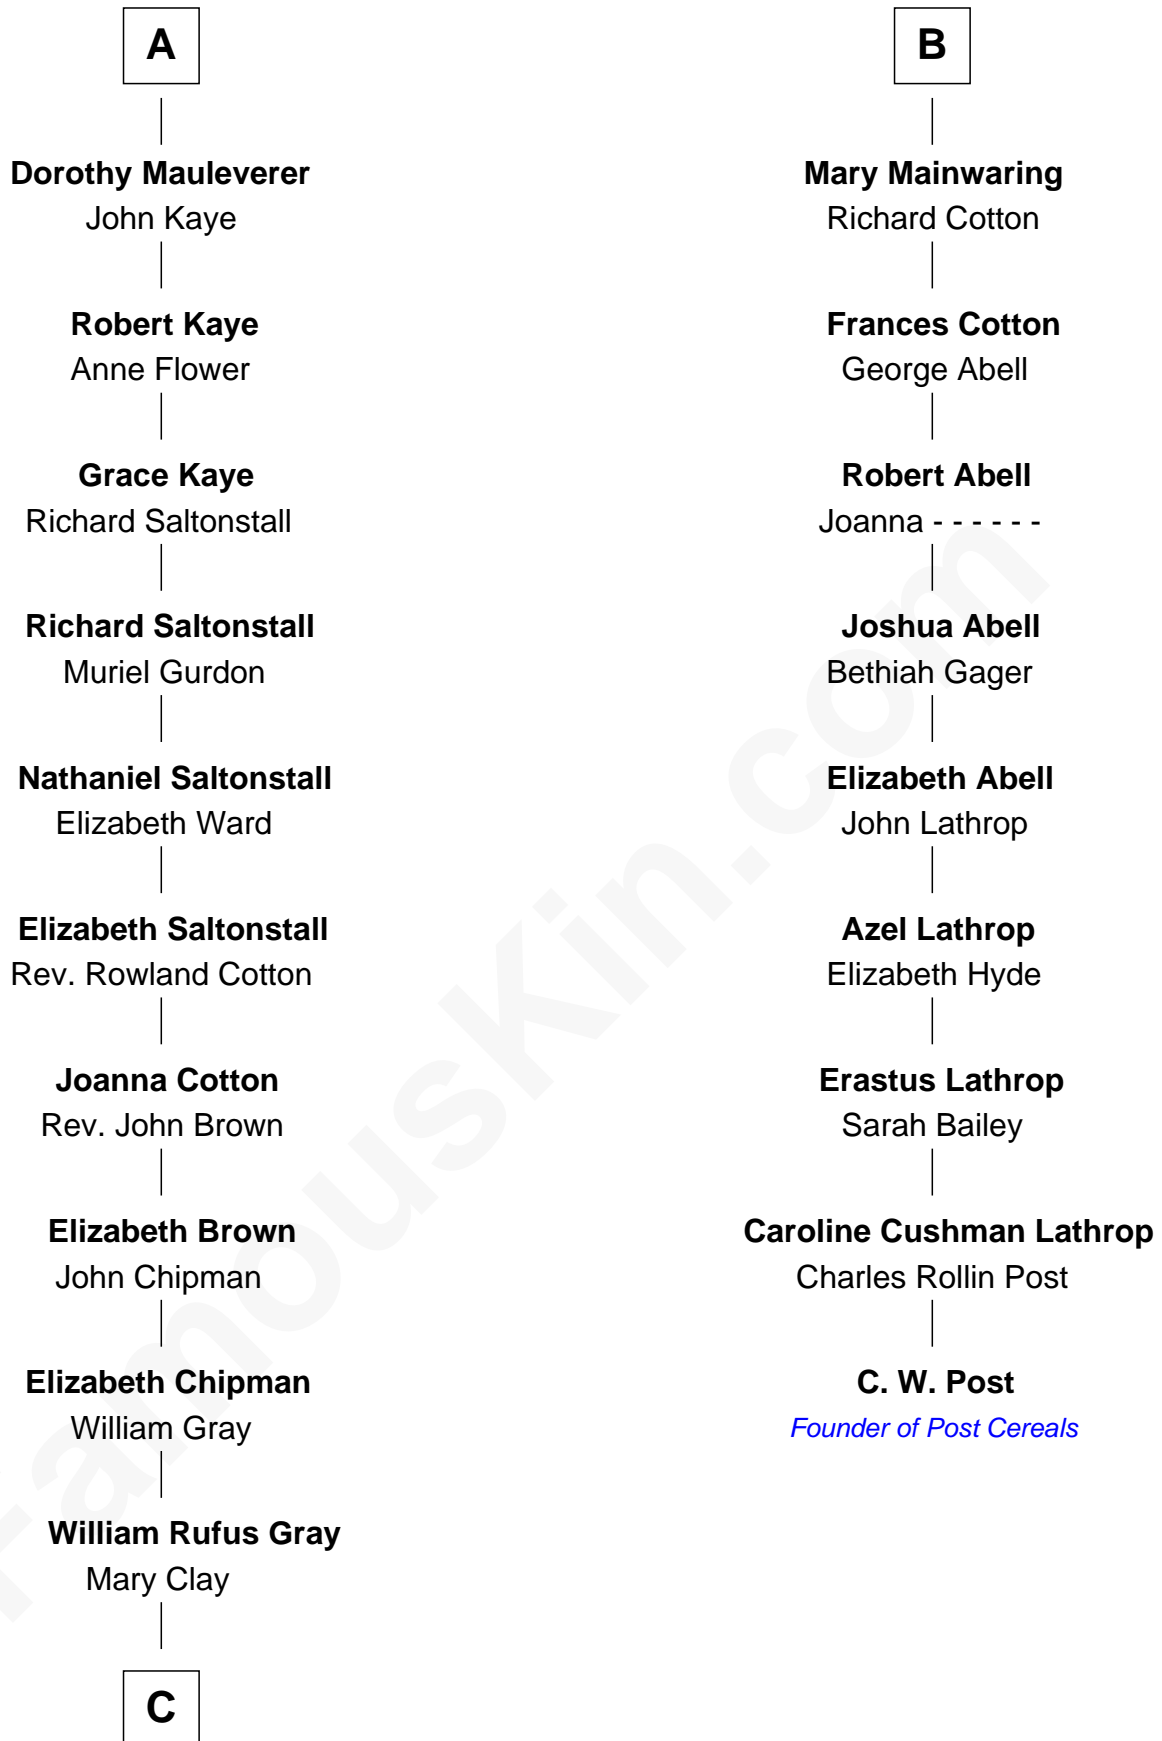 A
Dorothy Mauleverer
John Kaye
Robert Kaye
Anne Flower
Grace Kaye
Richard Saltonstall
Richard Saltonstall
Muriel Gurdon
Nathaniel Saltonstall
Elizabeth Ward
Elizabeth Saltonstall
Rev. Rowland Cotton
Joanna Cotton
Rev. John Brown
Elizabeth Brown
John Chipman
Elizabeth Chipman
William Gray
William Rufus Gray
Mary Clay
C
B
Mary Mainwaring
Richard Cotton
Frances Cotton
George Abell
Robert Abell
Joanna - - - - - -
Joshua Abell
Bethiah Gager
Elizabeth Abell
John Lathrop
Azel Lathrop
Elizabeth Hyde
Erastus Lathrop
Sarah Bailey
Caroline Cushman Lathrop
Charles Rollin Post
C. W. Post
Founder of Post Cereals
FamousKin.com